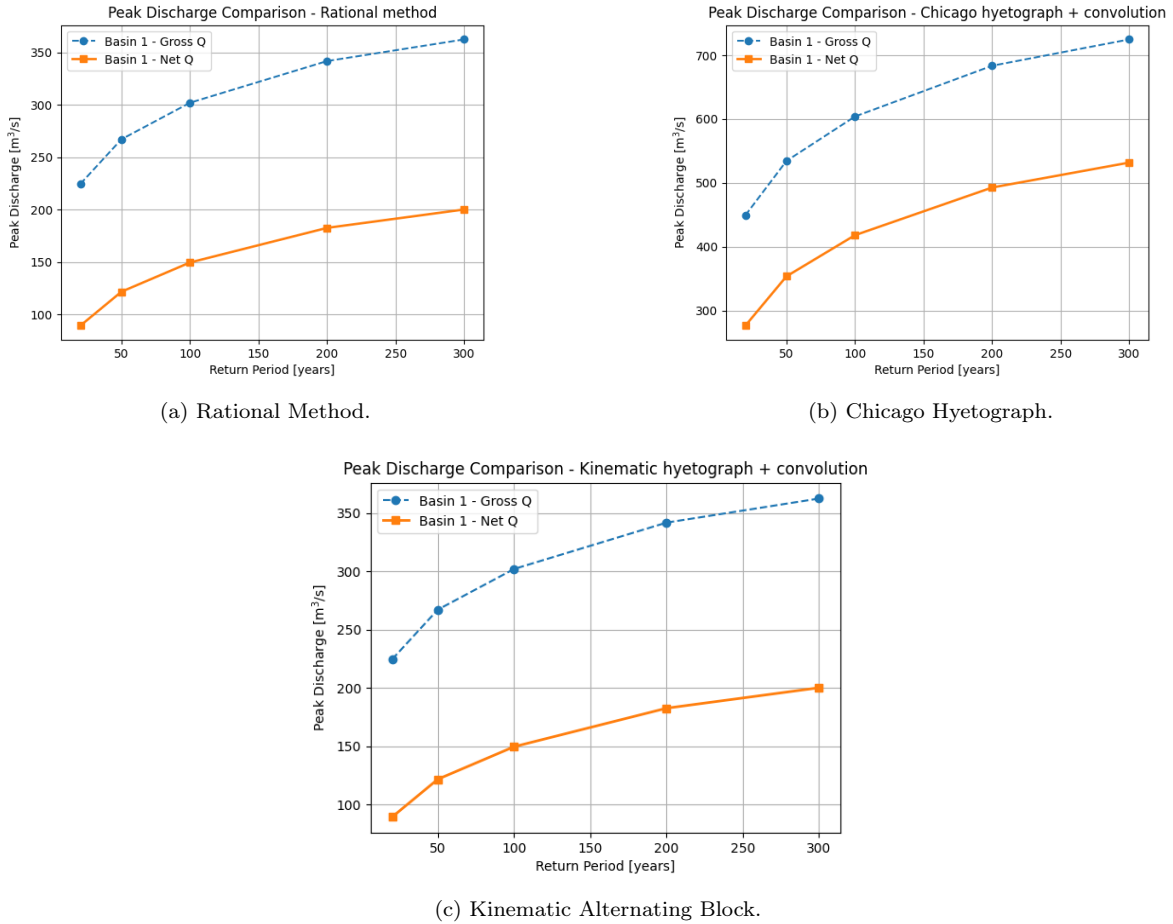 Peak Discharge Comparison - Rational method
Basin 1 - Gross Q
Basin 1 - Net Q
Peak Discharge [m³/s]
350
300
250
200
150
100
50 100 150 200 250 300
Return Period [years]
(a) Rational Method.
Peak Discharge Comparison - Chicago hyetograph + convolution
Basin 1 - Gross Q
Basin 1 - Net Q
Peak Discharge [m³/s]
700
600
500
400
300
50 100 150 200 250 300
Return Period [years]
(b) Chicago Hyetograph.
Peak Discharge Comparison - Kinematic hyetograph + convolution
Basin 1 - Gross Q
Basin 1 - Net Q
Peak Discharge [m³/s]
350
300
250
200
150
100
50 100 150 200 250 300
Return Period [years]
(c) Kinematic Alternating Block.